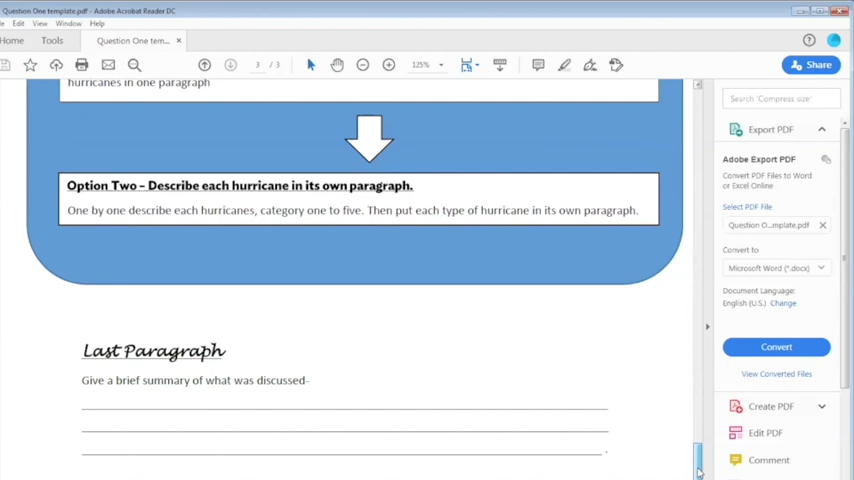 Question One template.pdf - Adobe Acrobat Reader DC
Edit View Window Help
Home Tools Question One tem... ×
3 / 3 125% Share
hurricanes in one paragraph
Option Two – Describe each hurricane in its own paragraph.
One by one describe each hurricanes, category one to five. Then put each type of hurricane in its own paragraph.
Last Paragraph
Give a brief summary of what was discussed-
Search 'Compress size'
Export PDF
Adobe Export PDF
Convert PDF Files to Word
or Excel Online
Select PDF File
Question O...mplate.pdf ×
Convert to
Microsoft Word (*.docx)
Document Language:
English (U.S.) Change
Convert
View Converted Files
Create PDF
Edit PDF
Comment